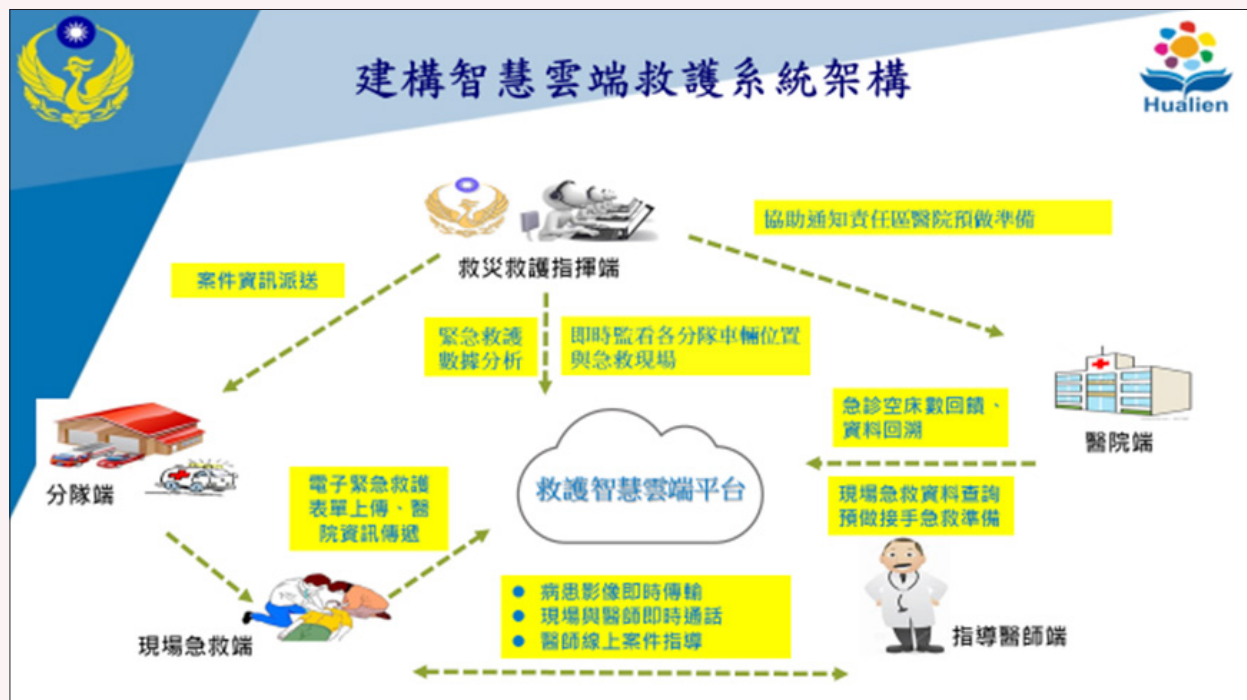 建構智慧雲端救護系統架構
Hualien
協助通知責任區醫院預做準備
救災救護指揮端
案件資訊派送
緊急救護
數據分析
即時監看各分隊車輛位置
與急救現場
急診空床數回饋、
資料回溯
醫院端
分隊端
電子緊急救護
表單上傳、醫
院資訊傳遞
救護智慧雲端平台
現場急救資料查詢
預做接手急救準備
現場急救端
● 病患影像即時傳輸
● 現場與醫師即時通話
● 醫師線上案件指導
指導醫師端